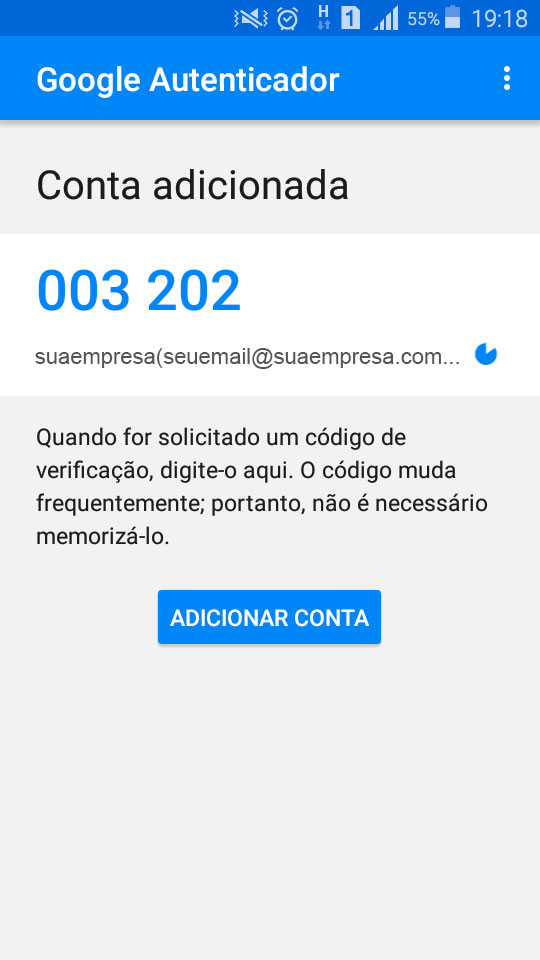 H 1 55% 19:18
Google Autenticador
Conta adicionada
003 202
suaempresa(seuemail@suaempresa.com...
Quando for solicitado um código de
verificação, digite-o aqui. O código muda
frequentemente; portanto, não é necessário
memorizá-lo.
ADICIONAR CONTA